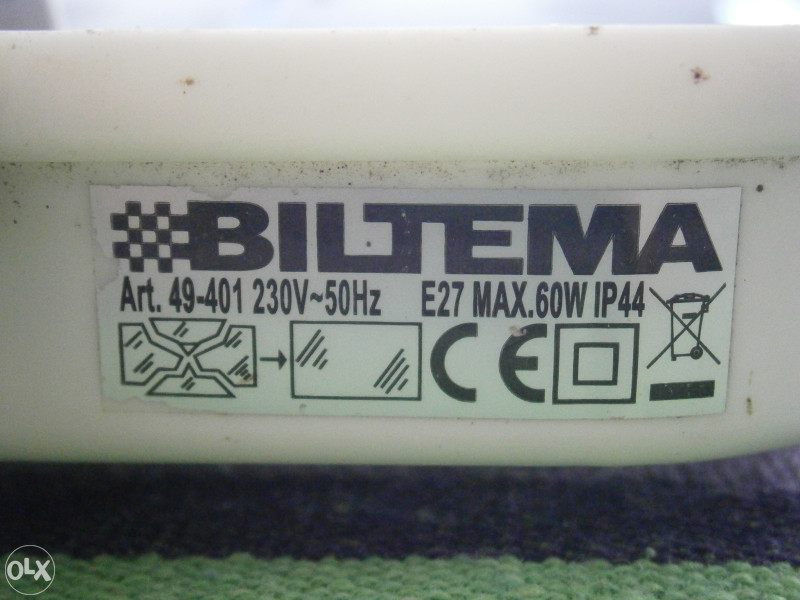 BILTEMA
Art. 49-401 230V~50Hz E27 MAX.60W IP44
CE
OLX